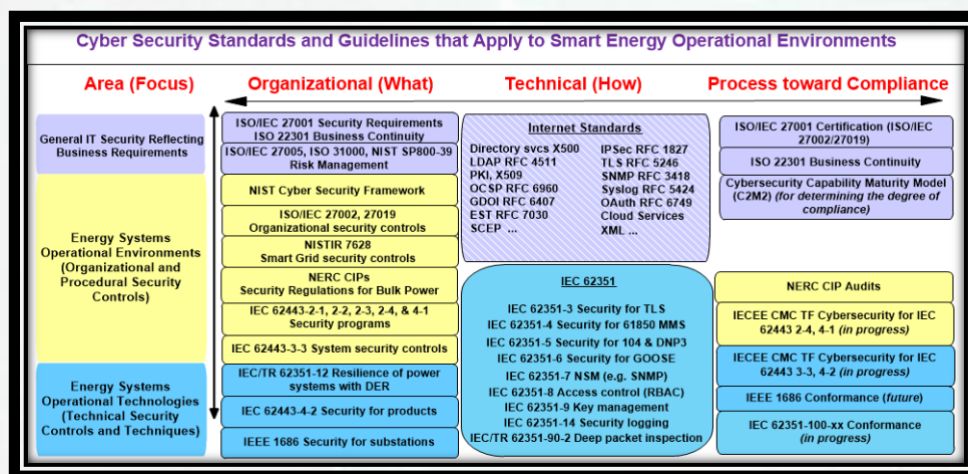 Cyber Security Standards and Guidelines that Apply to Smart Energy Operational Environments
Area (Focus)
Organizational (What)
Technical (How)
Process toward Compliance
General IT Security Reflecting
Business Requirements
Energy Systems
Operational Environments
(Organizational and
Procedural Security
Controls)
Energy Systems
Operational Technologies
(Technical Security
Controls and Techniques)
ISO/IEC 27001 Security Requirements
ISO 22301 Business Continuity
ISO/IEC 27005, ISO 31000, NIST SP800-39
Risk Management
NIST Cyber Security Framework
ISO/IEC 27002, 27019
Organizational security controls
NISTIR 7628
Smart Grid security controls
NERC CIPs
Security Regulations for Bulk Power
IEC 62443-2-1, 2-2, 2-3, 2-4, & 4-1
Security programs
IEC 62443-3-3 System security controls
IEC/TR 62351-12 Resilience of power
systems with DER
IEC 62443-4-2 Security for products
IEEE 1686 Security for substations
Internet Standards
Directory svcs X500
LDAP RFC 4511
PKI, X509
OCSP RFC 6960
GDOI RFC 6407
EST RFC 7030
SCEP ...
IPSec RFC 1827
TLS RFC 5246
SNMP RFC 3418
Syslog RFC 5424
OAuth RFC 6749
Cloud Services
XML ...
IEC 62351
IEC 62351-3 Security for TLS
IEC 62351-4 Security for 61850 MMS
IEC 62351-5 Security for 104 & DNP3
IEC 62351-6 Security for GOOSE
IEC 62351-7 NSM (e.g. SNMP)
IEC 62351-8 Access control (RBAC)
IEC 62351-9 Key management
IEC 62351-14 Security logging
IEC/TR 62351-90-2 Deep packet inspection
ISO/IEC 27001 Certification (ISO/IEC
27002/27019)
ISO 22301 Business Continuity
Cybersecurity Capability Maturity Model
(C2M2) (for determining the degree of
compliance)
NERC CIP Audits
IECEE CMC TF Cybersecurity for IEC
62443 2-4, 4-1 (in progress)
IECEE CMC TF Cybersecurity for IEC
62443 3-3, 4-2 (in progress)
IEEE 1686 Conformance (future)
IEC 62351-100-xx Conformance
(in progress)